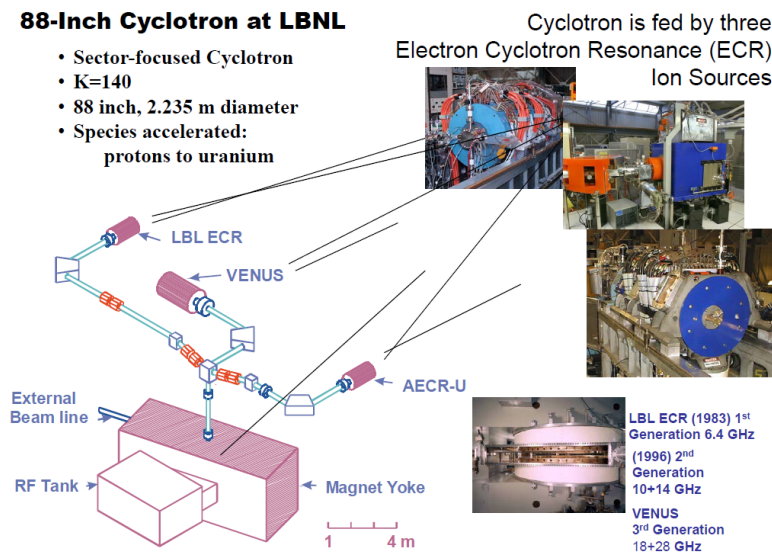 88-Inch Cyclotron at LBNL
• Sector-focused Cyclotron
• K=140
• 88 inch, 2.235 m diameter
• Species accelerated:
protons to uranium
Cyclotron is fed by three
Electron Cyclotron Resonance (ECR)
Ion Sources
LBL ECR
VENUS
AECR-U
External
Beam line
RF Tank
Magnet Yoke
1 4 m
LBL ECR (1983) 1st
Generation 6.4 GHz
(1996) 2nd
Generation
10+14 GHz
VENUS
3rd Generation
18+28 GHz